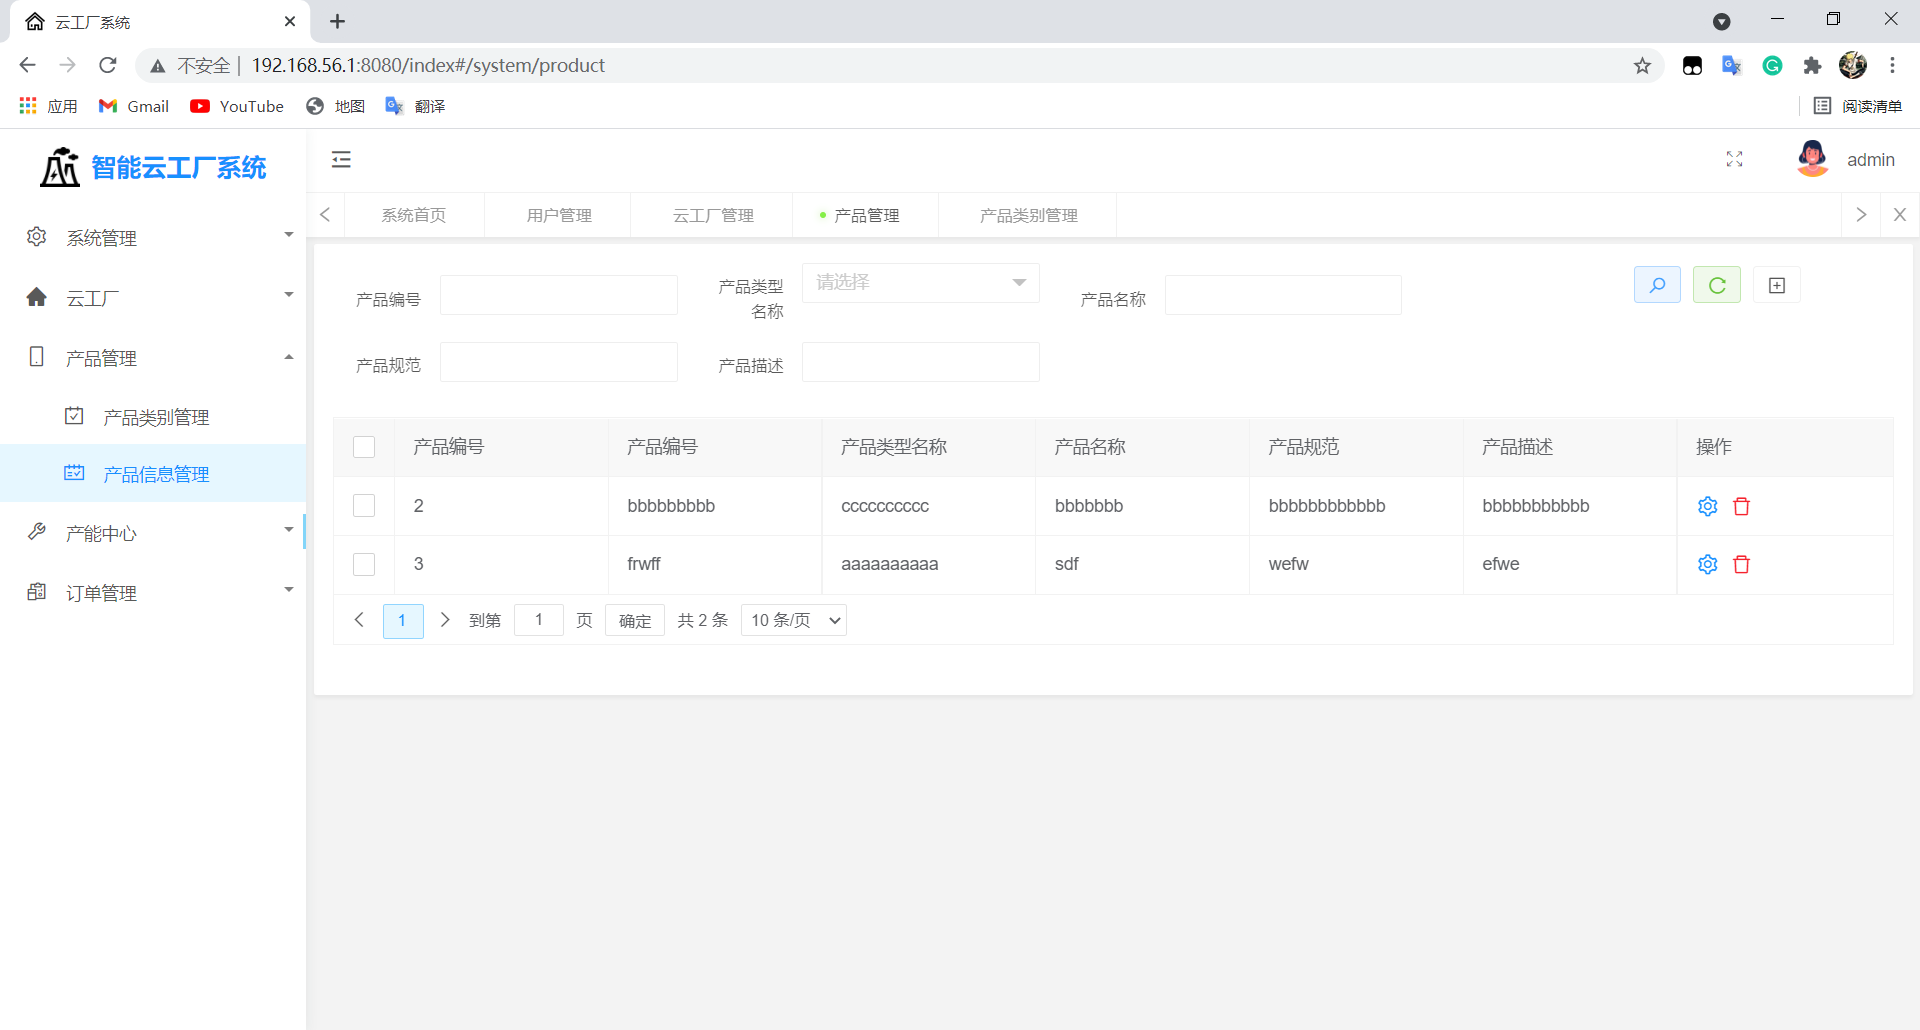 云工厂系统
不安全 | 192.168.56.1:8080/index#/system/product
应用 Gmail YouTube 地图 翻译 阅读清单
智能云工厂系统
admin
系统首页 用户管理 云工厂管理 产品管理 产品类别管理
系统管理
云工厂
产品管理
产品类别管理
产品信息管理
产能中心
订单管理
产品编号 产品类型名称 请选择 产品名称
产品规范 产品描述
产品编号 产品编号 产品类型名称 产品名称 产品规范 产品描述 操作
2 bbbbbbbbb cccccccccc bbbbbbb bbbbbbbbbbbb bbbbbbbbbbb
3 frwff aaaaaaaaaa sdf wefw efwe
1 到第 1 页 确定 共 2 条 10 条/页